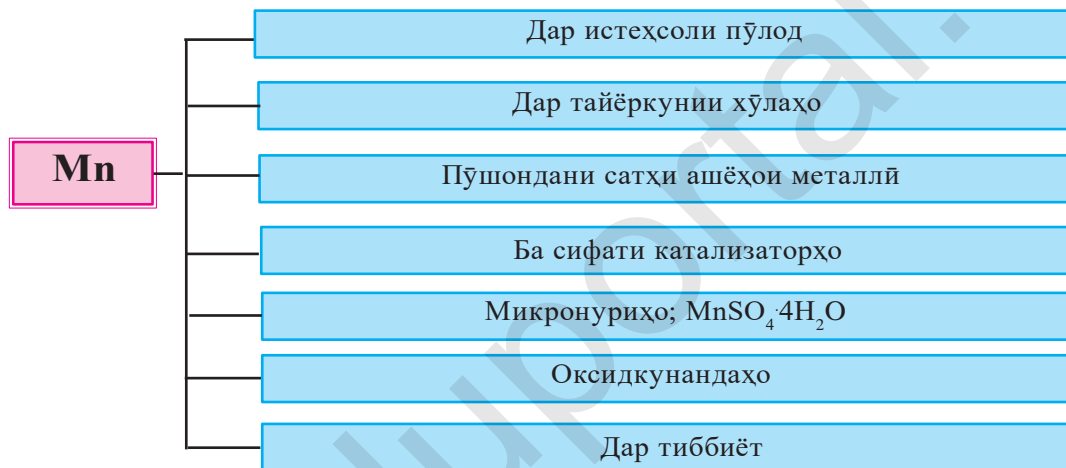 Дар истеҳсоли пӯлод
Дар тайёркунии хӯлаҳо
Mn
Пӯшондани сатҳи ашёҳои металлӣ
Ба сифати катализаторҳо
Микронуриҳо; MnSO₄·4H₂O
Оксидкунандаҳо
Дар тиббиёт
luportal.